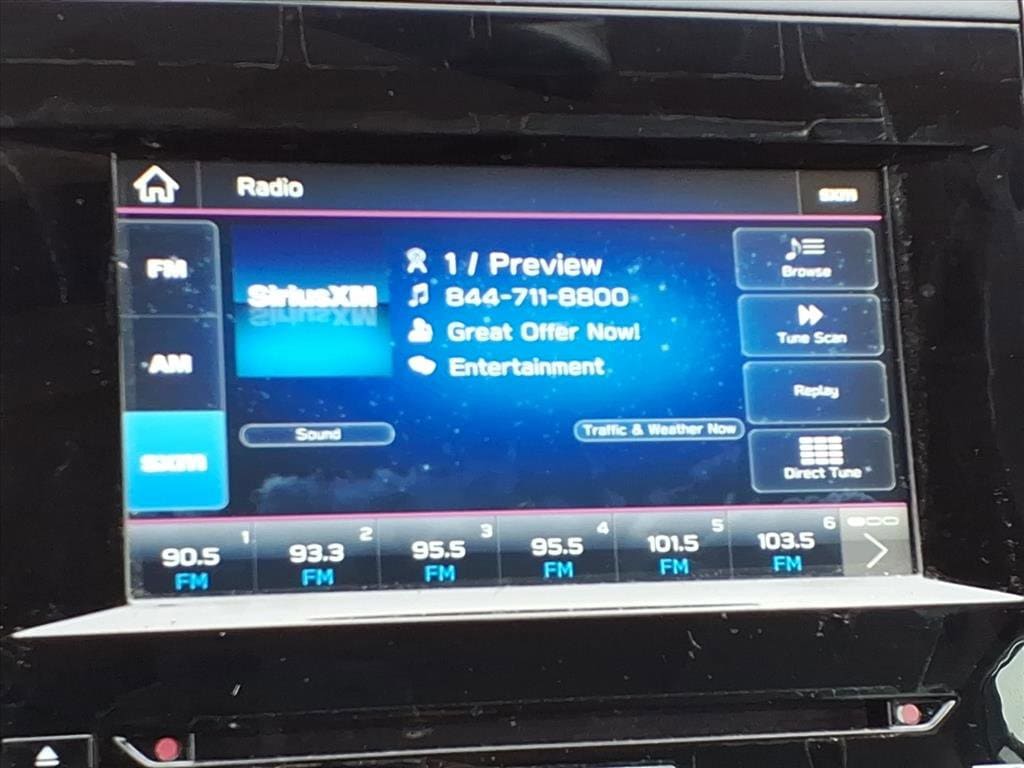 Radio
sxm
FM
AM
sxm
SiriusXM
1 / Preview
844-711-8800
Great Offer Now!
Entertainment
Sound
Traffic & Weather Now
Browse
Tune Scan
Replay
Direct Tune
1
90.5
FM
2
93.3
FM
3
95.5
FM
4
95.5
FM
5
101.5
FM
6
103.5
FM